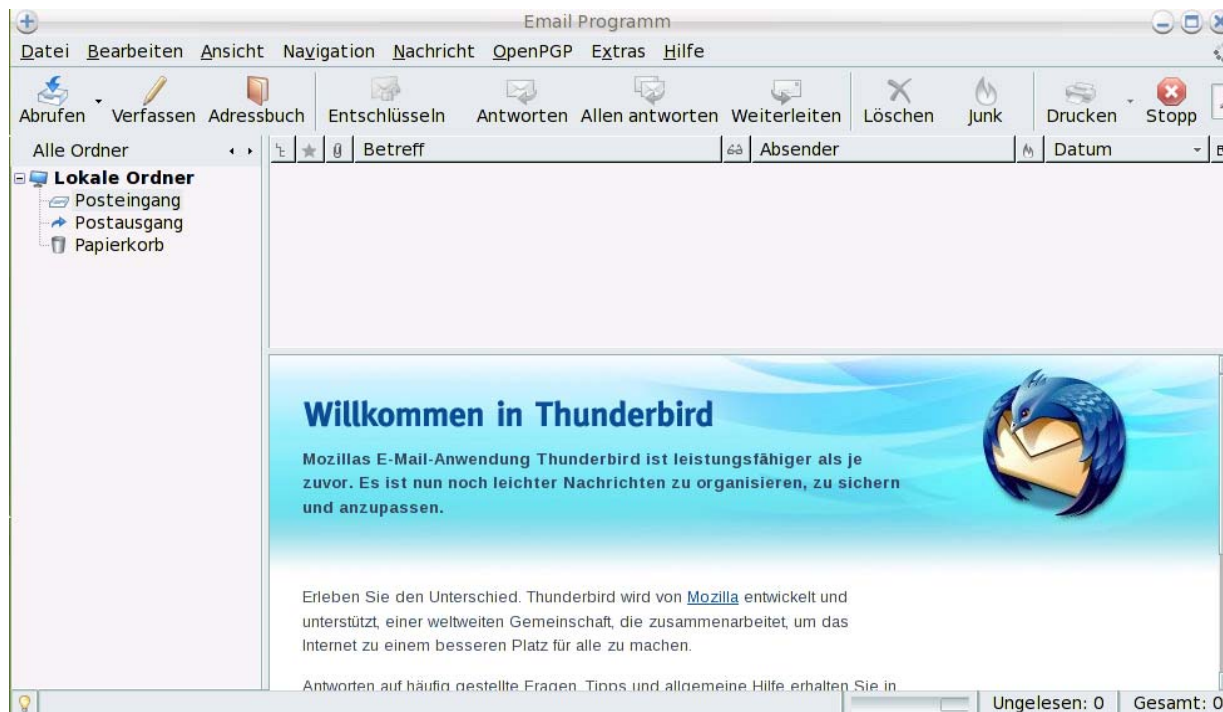 Email Programm
Datei Bearbeiten Ansicht Navigation Nachricht OpenPGP Extras Hilfe
Abrufen Verfassen Adressbuch Entschlüsseln Antworten Allen antworten Weiterleiten Löschen Junk Drucken Stopp
Alle Ordner Betreff Absender Datum
Lokale Ordner
Posteingang
Postausgang
Papierkorb
Willkommen in Thunderbird
Mozillas E-Mail-Anwendung Thunderbird ist leistungsfähiger als je
zuvor. Es ist nun noch leichter Nachrichten zu organisieren, zu sichern
und anzupassen.
Erleben Sie den Unterschied. Thunderbird wird von Mozilla entwickelt und
unterstützt, einer weltweiten Gemeinschaft, die zusammenarbeitet, um das
Internet zu einem besseren Platz für alle zu machen.
Antworten auf häufig gestellte Fragen, Tipps und allgemeine Hilfe erhalten Sie in
Ungelesen: 0 Gesamt: 0